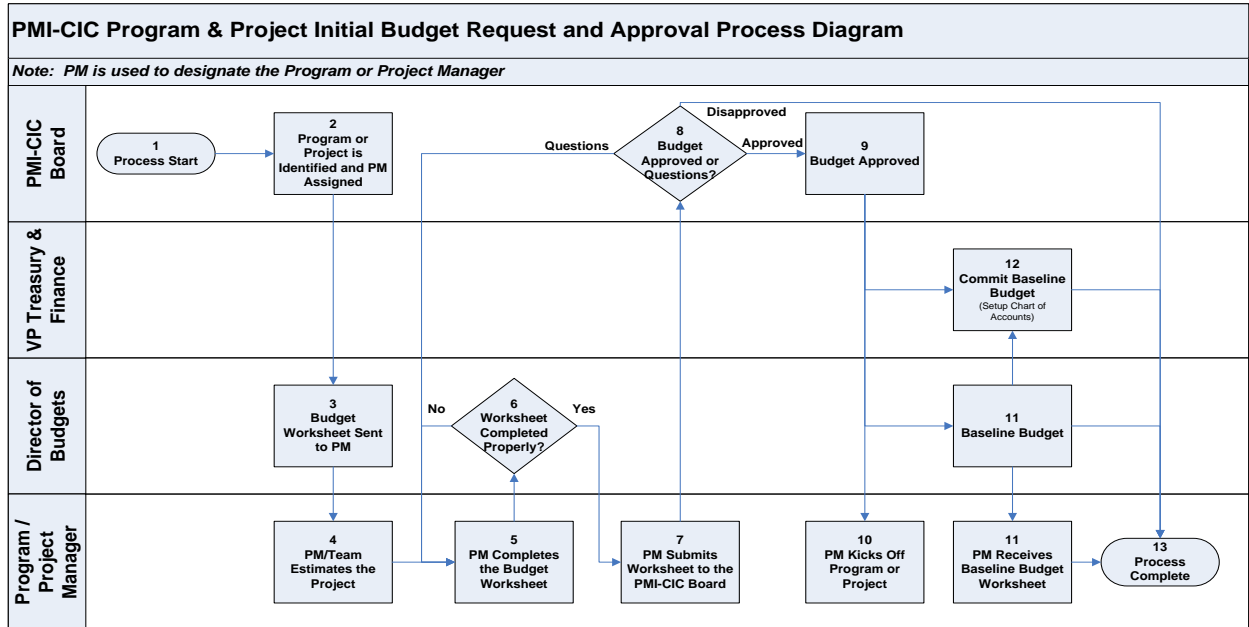 PMI-CIC Program & Project Initial Budget Request and Approval Process Diagram
Note:  PM is used to designate the Program or Project Manager
PMI-CIC
Board
1
Process Start
2
Program or
Project is
Identified and PM
Assigned
Questions
8
Budget
Approved or
Questions?
Disapproved
Approved
9
Budget Approved
VP Treasury &
Finance
12
Commit Baseline
Budget
(Setup Chart of
Accounts)
Director of
Budgets
3
Budget
Worksheet Sent
to PM
No
6
Worksheet
Completed
Properly?
Yes
11
Baseline Budget
Program /
Project
Manager
4
PM/Team
Estimates the
Project
5
PM Completes
the Budget
Worksheet
7
PM Submits
Worksheet to the
PMI-CIC Board
10
PM Kicks Off
Program or
Project
11
PM Receives
Baseline Budget
Worksheet
13
Process
Complete